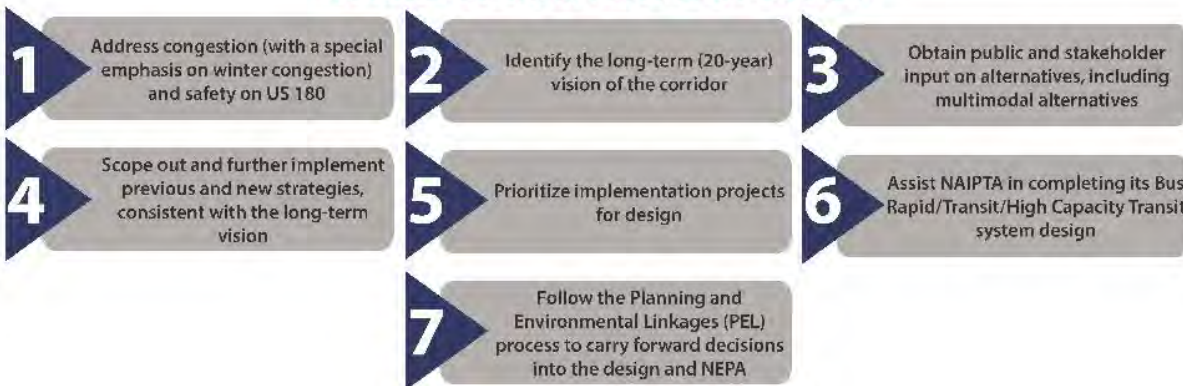 1
Address congestion (with a special
emphasis on winter congestion)
and safety on US 180
2
Identify the long-term (20-year)
vision of the corridor
3
Obtain public and stakeholder
input on alternatives, including
multimodal alternatives
4
Scope out and further implement
previous and new strategies,
consistent with the long-term
vision
5
Prioritize implementation projects
for design
6
Assist NAIPTA in completing its Bus
Rapid/Transit/High Capacity Transit
system design
7
Follow the Planning and
Environmental Linkages (PEL)
process to carry forward decisions
into the design and NEPA